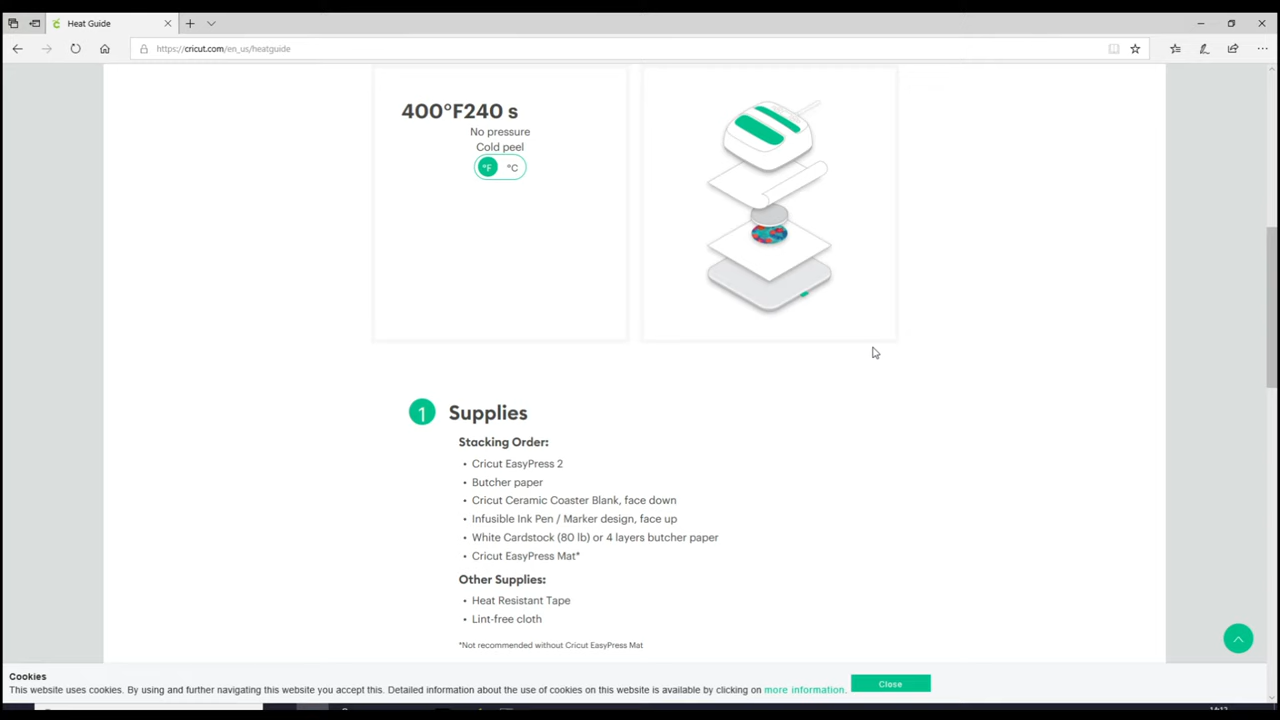 Heat Guide
https://cricut.com/en_us/heatguide
400°F240 s
No pressure
Cold peel
°F °C
1 Supplies
Stacking Order:
• Cricut EasyPress 2
• Butcher paper
• Cricut Ceramic Coaster Blank, face down
• Infusible Ink Pen / Marker design, face up
• White Cardstock (80 lb) or 4 layers butcher paper
• Cricut EasyPress Mat*
Other Supplies:
• Heat Resistant Tape
• Lint-free cloth
*Not recommended without Cricut EasyPress Mat
Cookies
This website uses cookies. By using and further navigating this website you accept this. Detailed information about the use of cookies on this website is available by clicking on more information.
Close